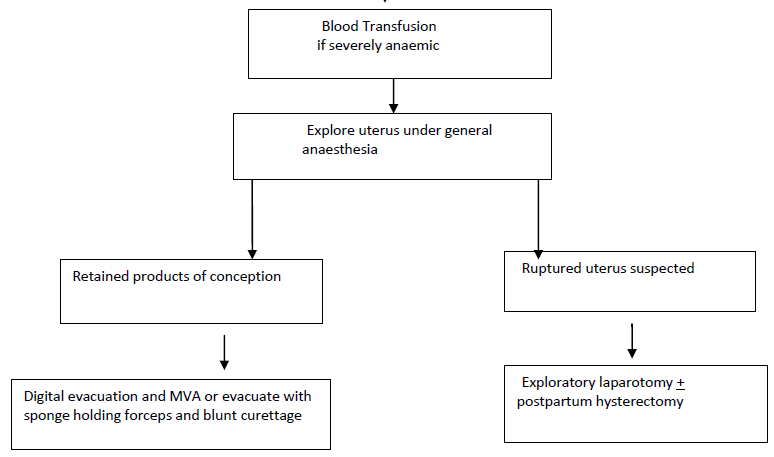 Blood Transfusion
if severely anaemic
Explore uterus under general
anaesthesia
Retained products of conception
Ruptured uterus suspected
Digital evacuation and MVA or evacuate with
sponge holding forceps and blunt curettage
Exploratory laparotomy ±
postpartum hysterectomy